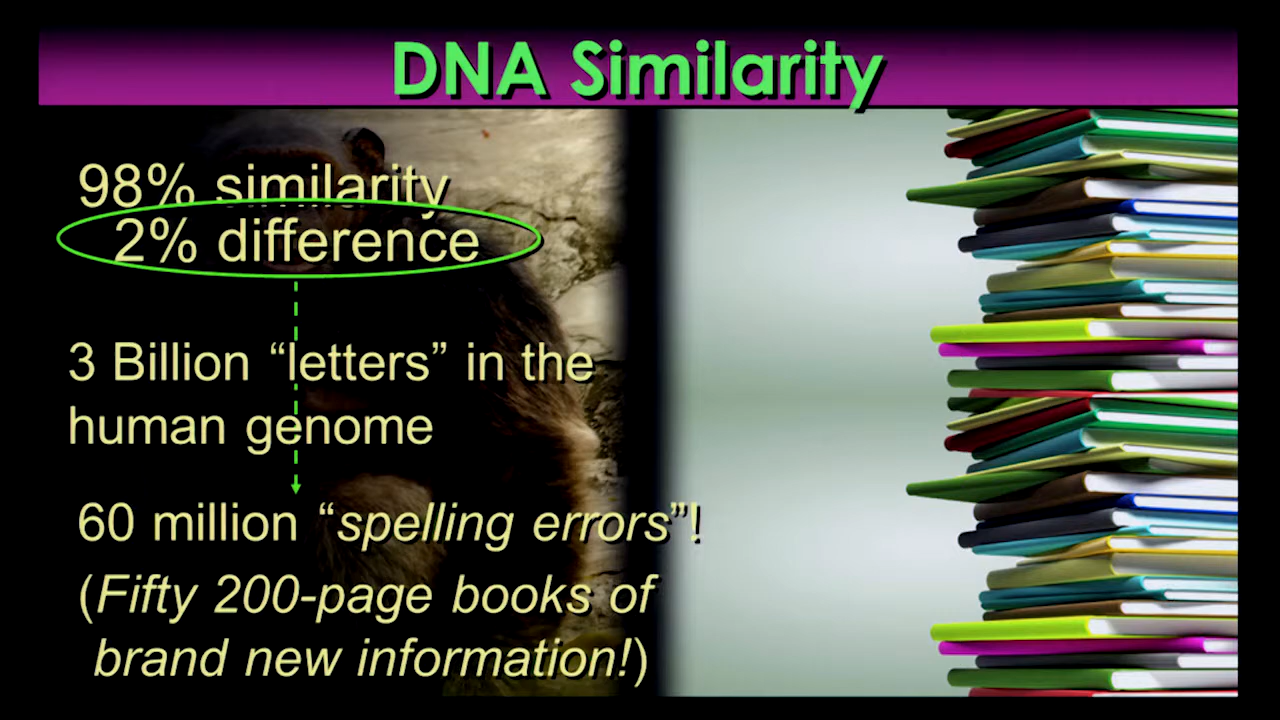 DNA Similarity
98% similarity
2% difference
3 Billion “letters” in the
human genome
60 million “spelling errors”!
(Fifty 200-page books of
brand new information!)